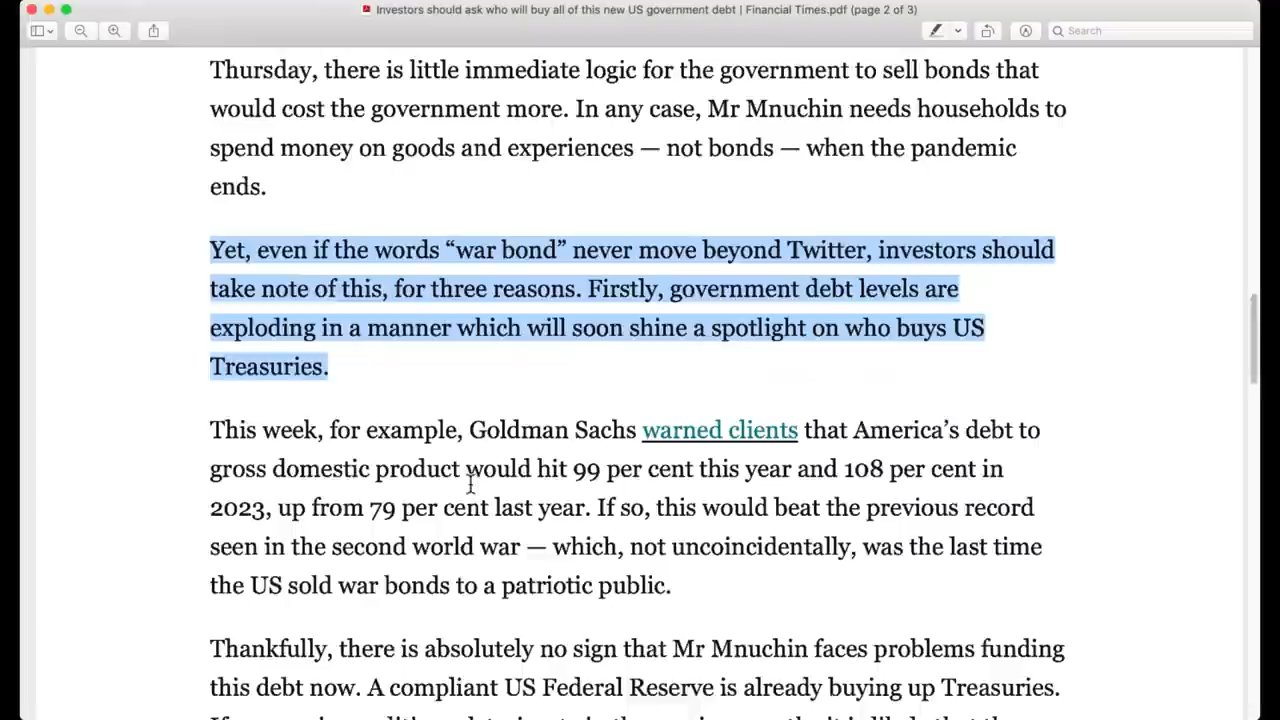 Investors should ask who will buy all of this new US government debt | Financial Times.pdf (page 2 of 3)
Search
Thursday, there is little immediate logic for the government to sell bonds that
would cost the government more. In any case, Mr Mnuchin needs households to
spend money on goods and experiences — not bonds — when the pandemic
ends.
Yet, even if the words “war bond” never move beyond Twitter, investors should
take note of this, for three reasons. Firstly, government debt levels are
exploding in a manner which will soon shine a spotlight on who buys US
Treasuries.
This week, for example, Goldman Sachs warned clients that America’s debt to
gross domestic product would hit 99 per cent this year and 108 per cent in
2023, up from 79 per cent last year. If so, this would beat the previous record
seen in the second world war — which, not uncoincidentally, was the last time
the US sold war bonds to a patriotic public.
Thankfully, there is absolutely no sign that Mr Mnuchin faces problems funding
this debt now. A compliant US Federal Reserve is already buying up Treasuries.